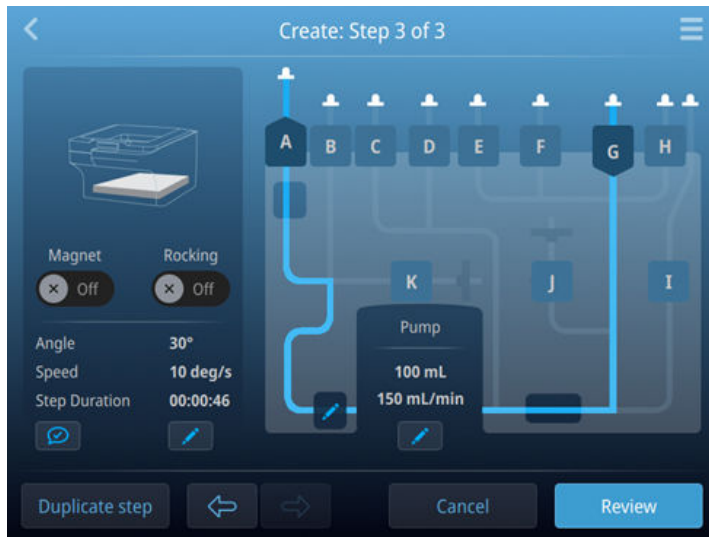 Create: Step 3 of 3
A
B
C
D
E
F
G
H
Magnet
Rocking
Off
Off
K
J
I
Angle
30°
Speed
10 deg/s
Step Duration
00:00:46
Pump
100 mL
150 mL/min
Duplicate step
Cancel
Review